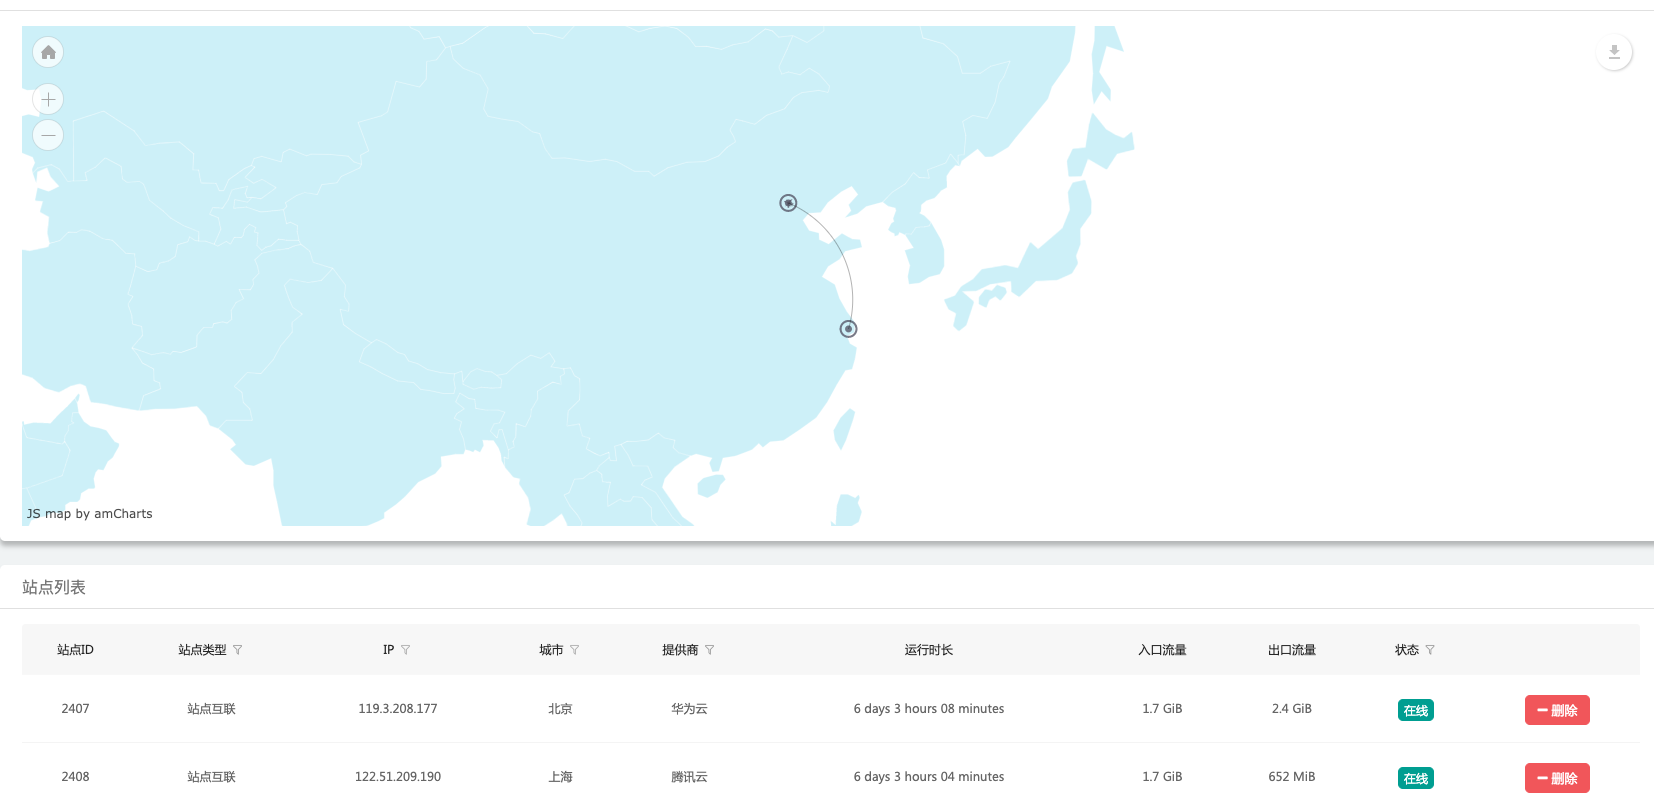 JS map by amCharts
站点列表
站点ID 站点类型 IP 城市 提供商 运行时长 入口流量 出口流量 状态
2407 站点互联 119.3.208.177 北京 华为云 6 days 3 hours 08 minutes 1.7 GiB 2.4 GiB 在线 删除
2408 站点互联 122.51.209.190 上海 腾讯云 6 days 3 hours 04 minutes 1.7 GiB 652 MiB 在线 删除